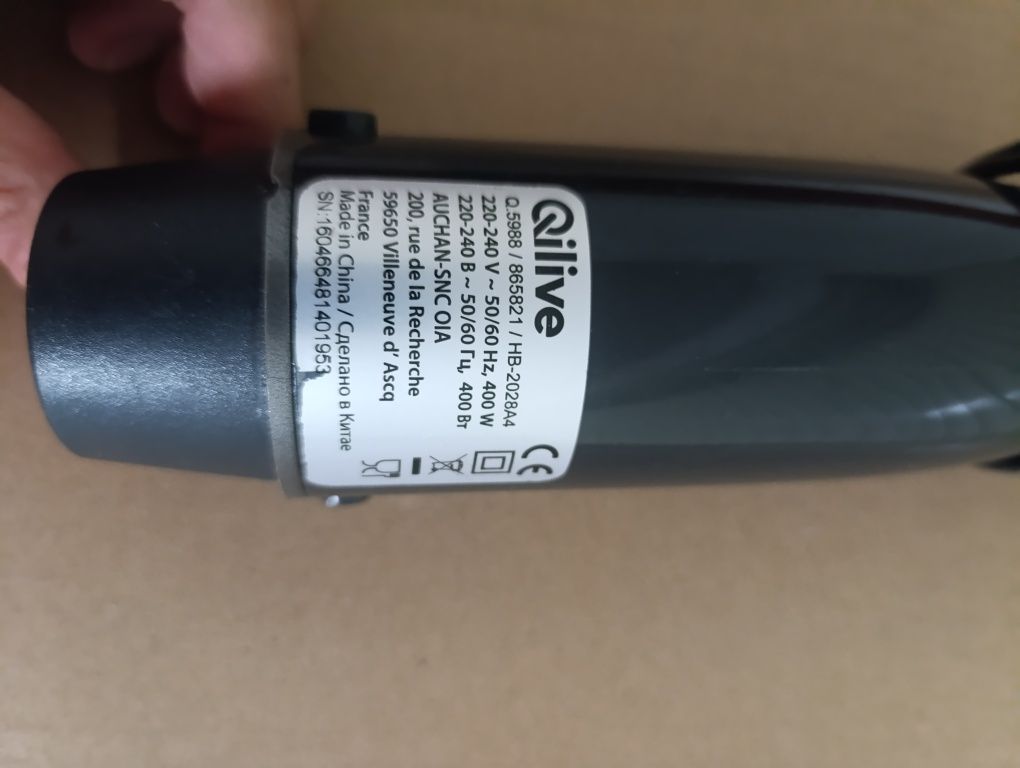 Qilive
Q.5988 / 865821 / HB-2028A4
220-240 V ~ 50/60 Hz, 400 W
220-240 В ~ 50/60 Гц, 400 Вт
AUCHAN-SNC OIA
200, rue de la Recherche
59650 Villeneuve d' Ascq
France
Made in China / Сделано в Китае
SN:160466481401953
CE